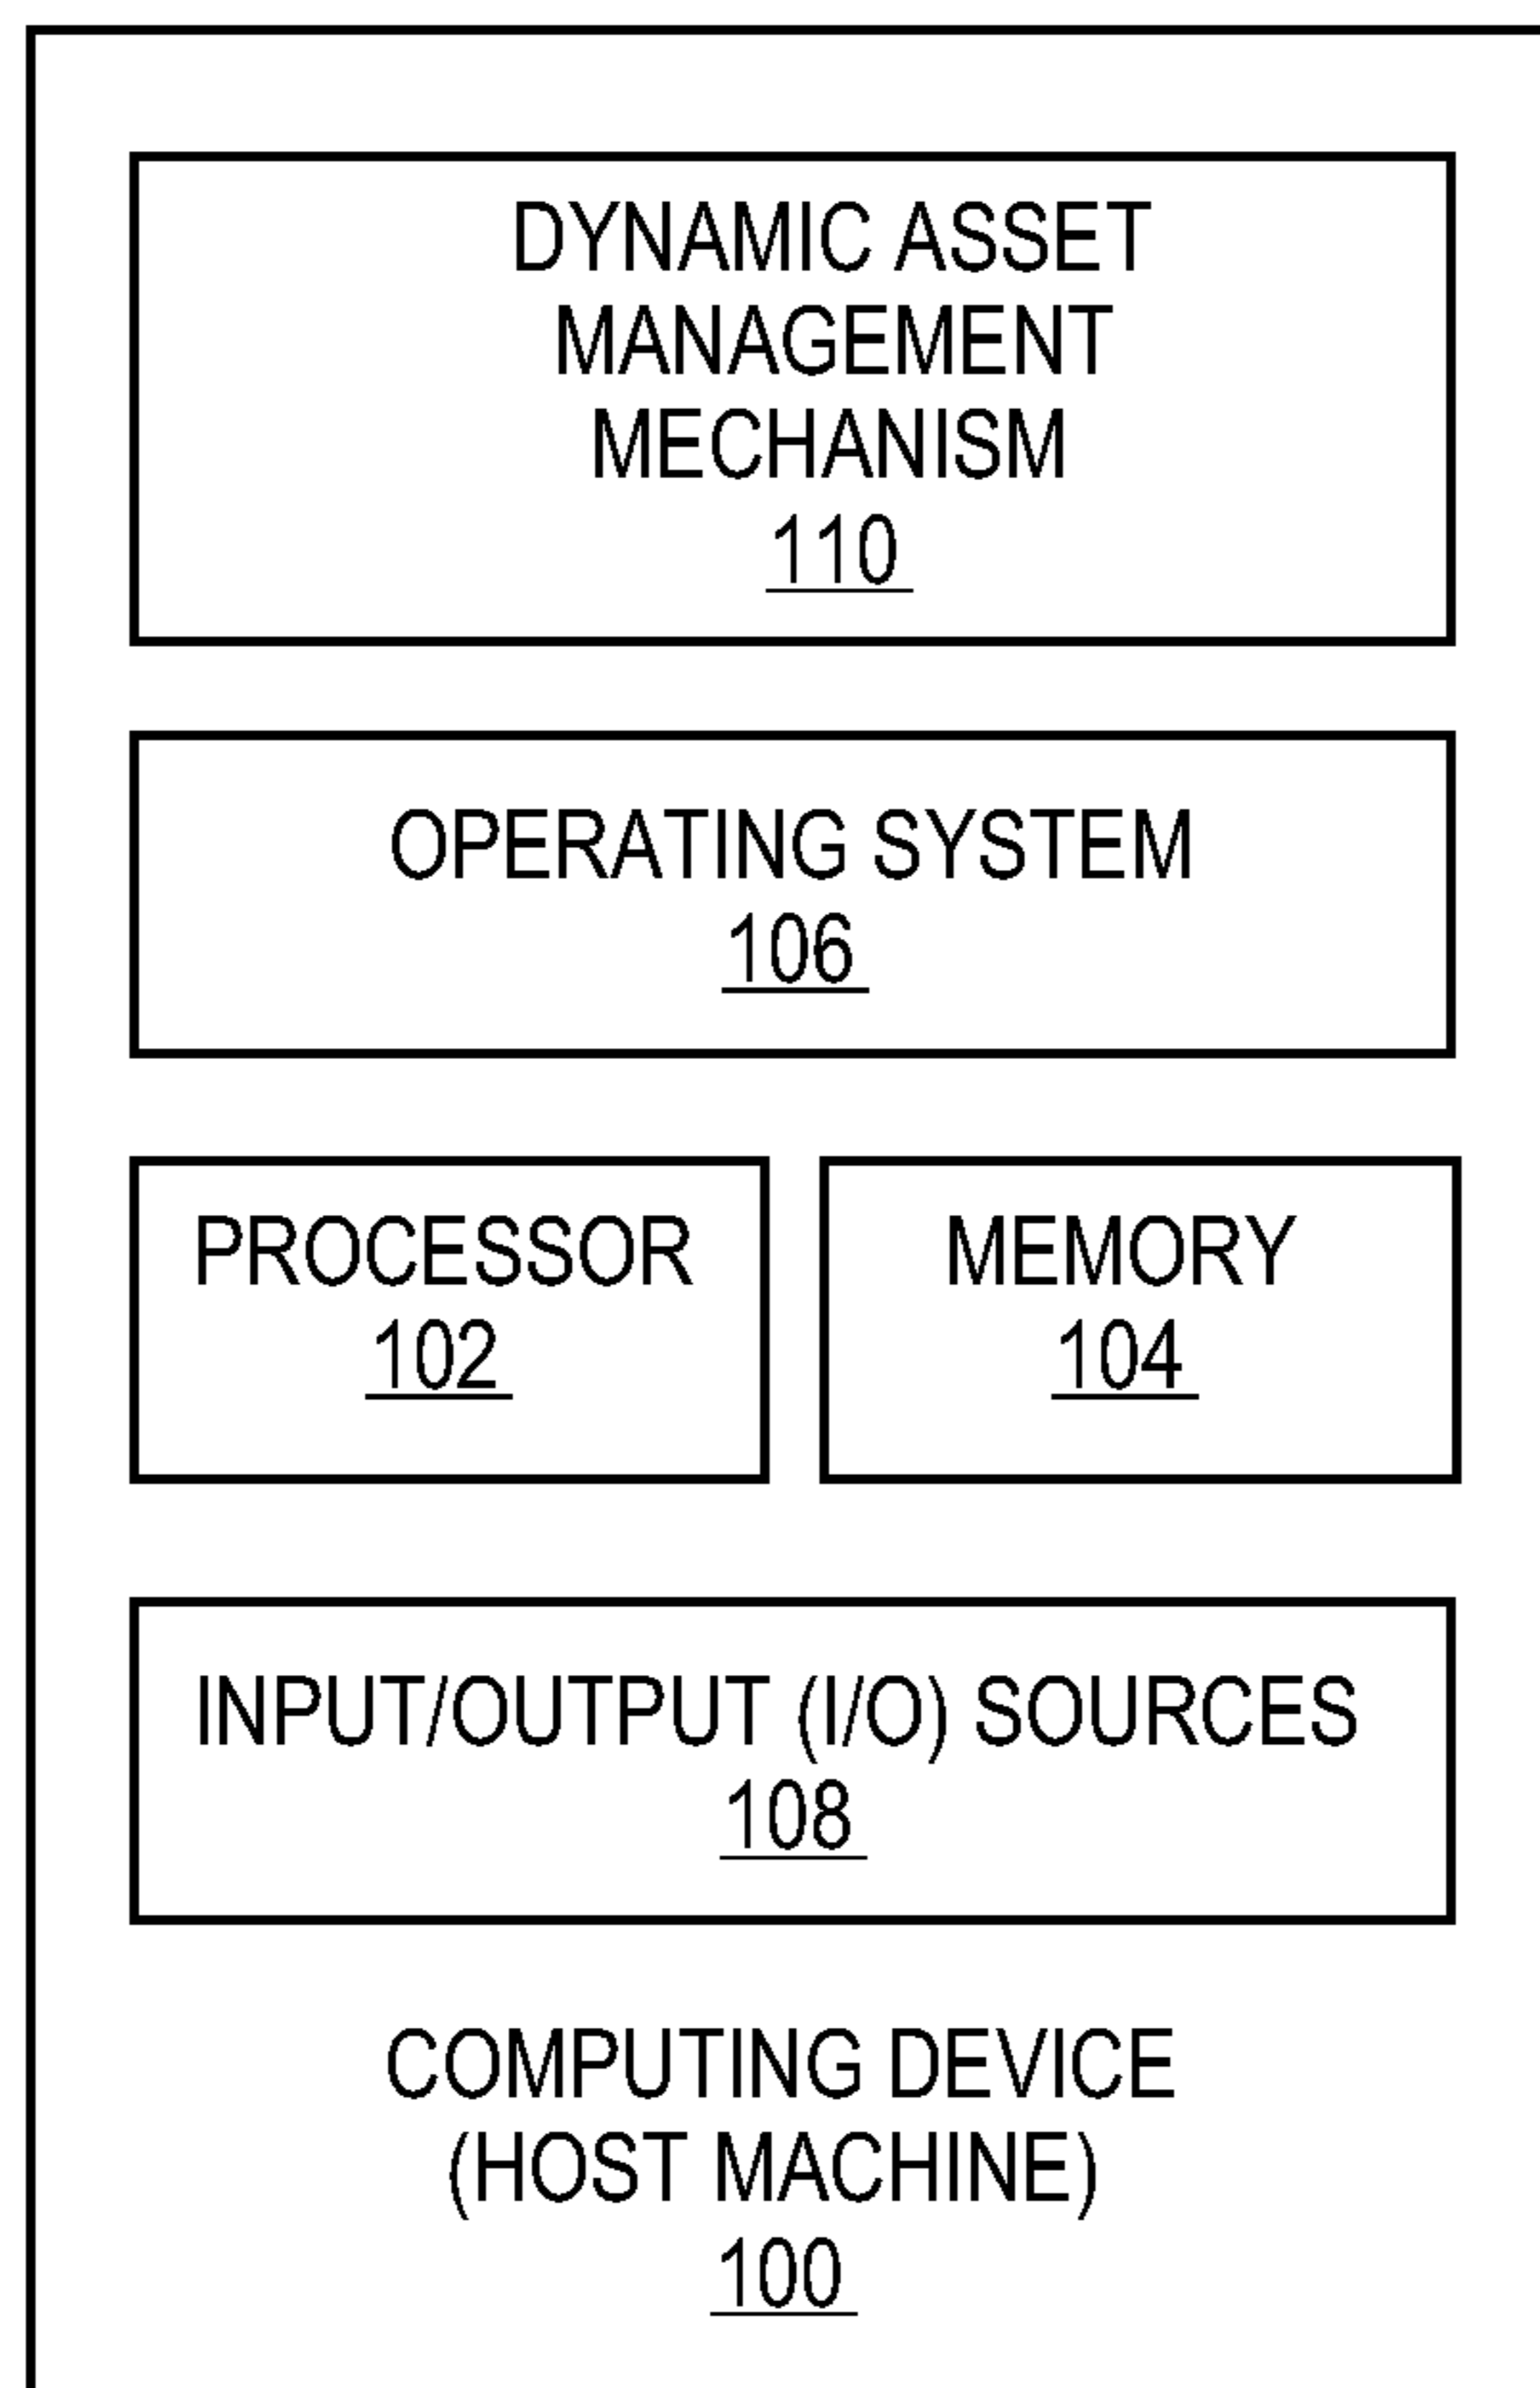 DYNAMIC ASSET
MANAGEMENT
MECHANISM
110
OPERATING SYSTEM
106
PROCESSOR
102
MEMORY
104
INPUT/OUTPUT (I/O) SOURCES
108
COMPUTING DEVICE
(HOST MACHINE)
100